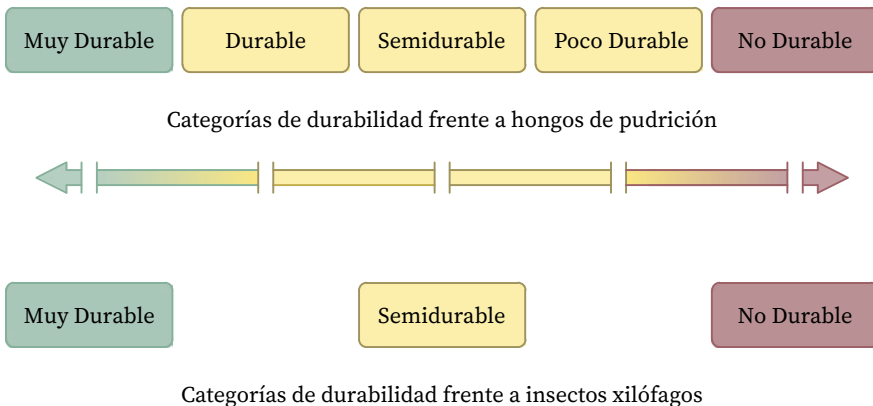 Muy Durable Durable Semidurable Poco Durable No Durable
Categorías de durabilidad frente a hongos de pudrición
Muy Durable Semidurable No Durable
Categorías de durabilidad frente a insectos xilófagos